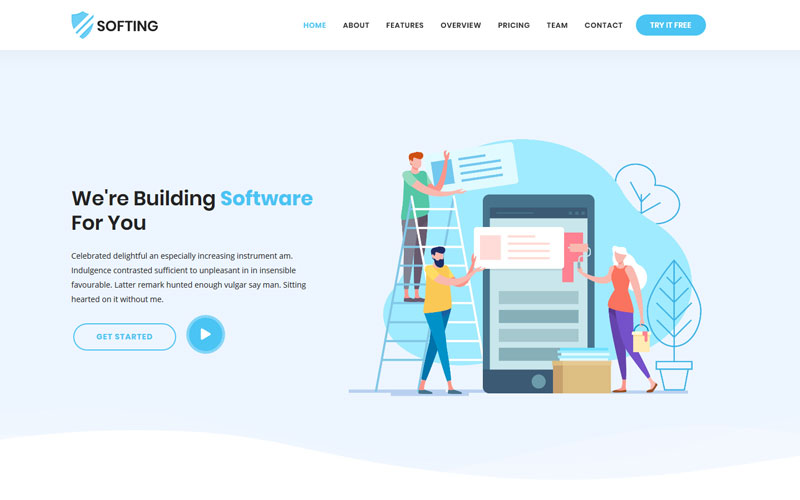 SOFTING
HOME ABOUT FEATURES OVERVIEW PRICING TEAM CONTACT TRY IT FREE
We're Building Software
For You
Celebrated delightful an especially increasing instrument am.
Indulgence contrasted sufficient to unpleasant in in insensible
favourable. Latter remark hunted enough vulgar say man. Sitting
hearted on it without me.
GET STARTED